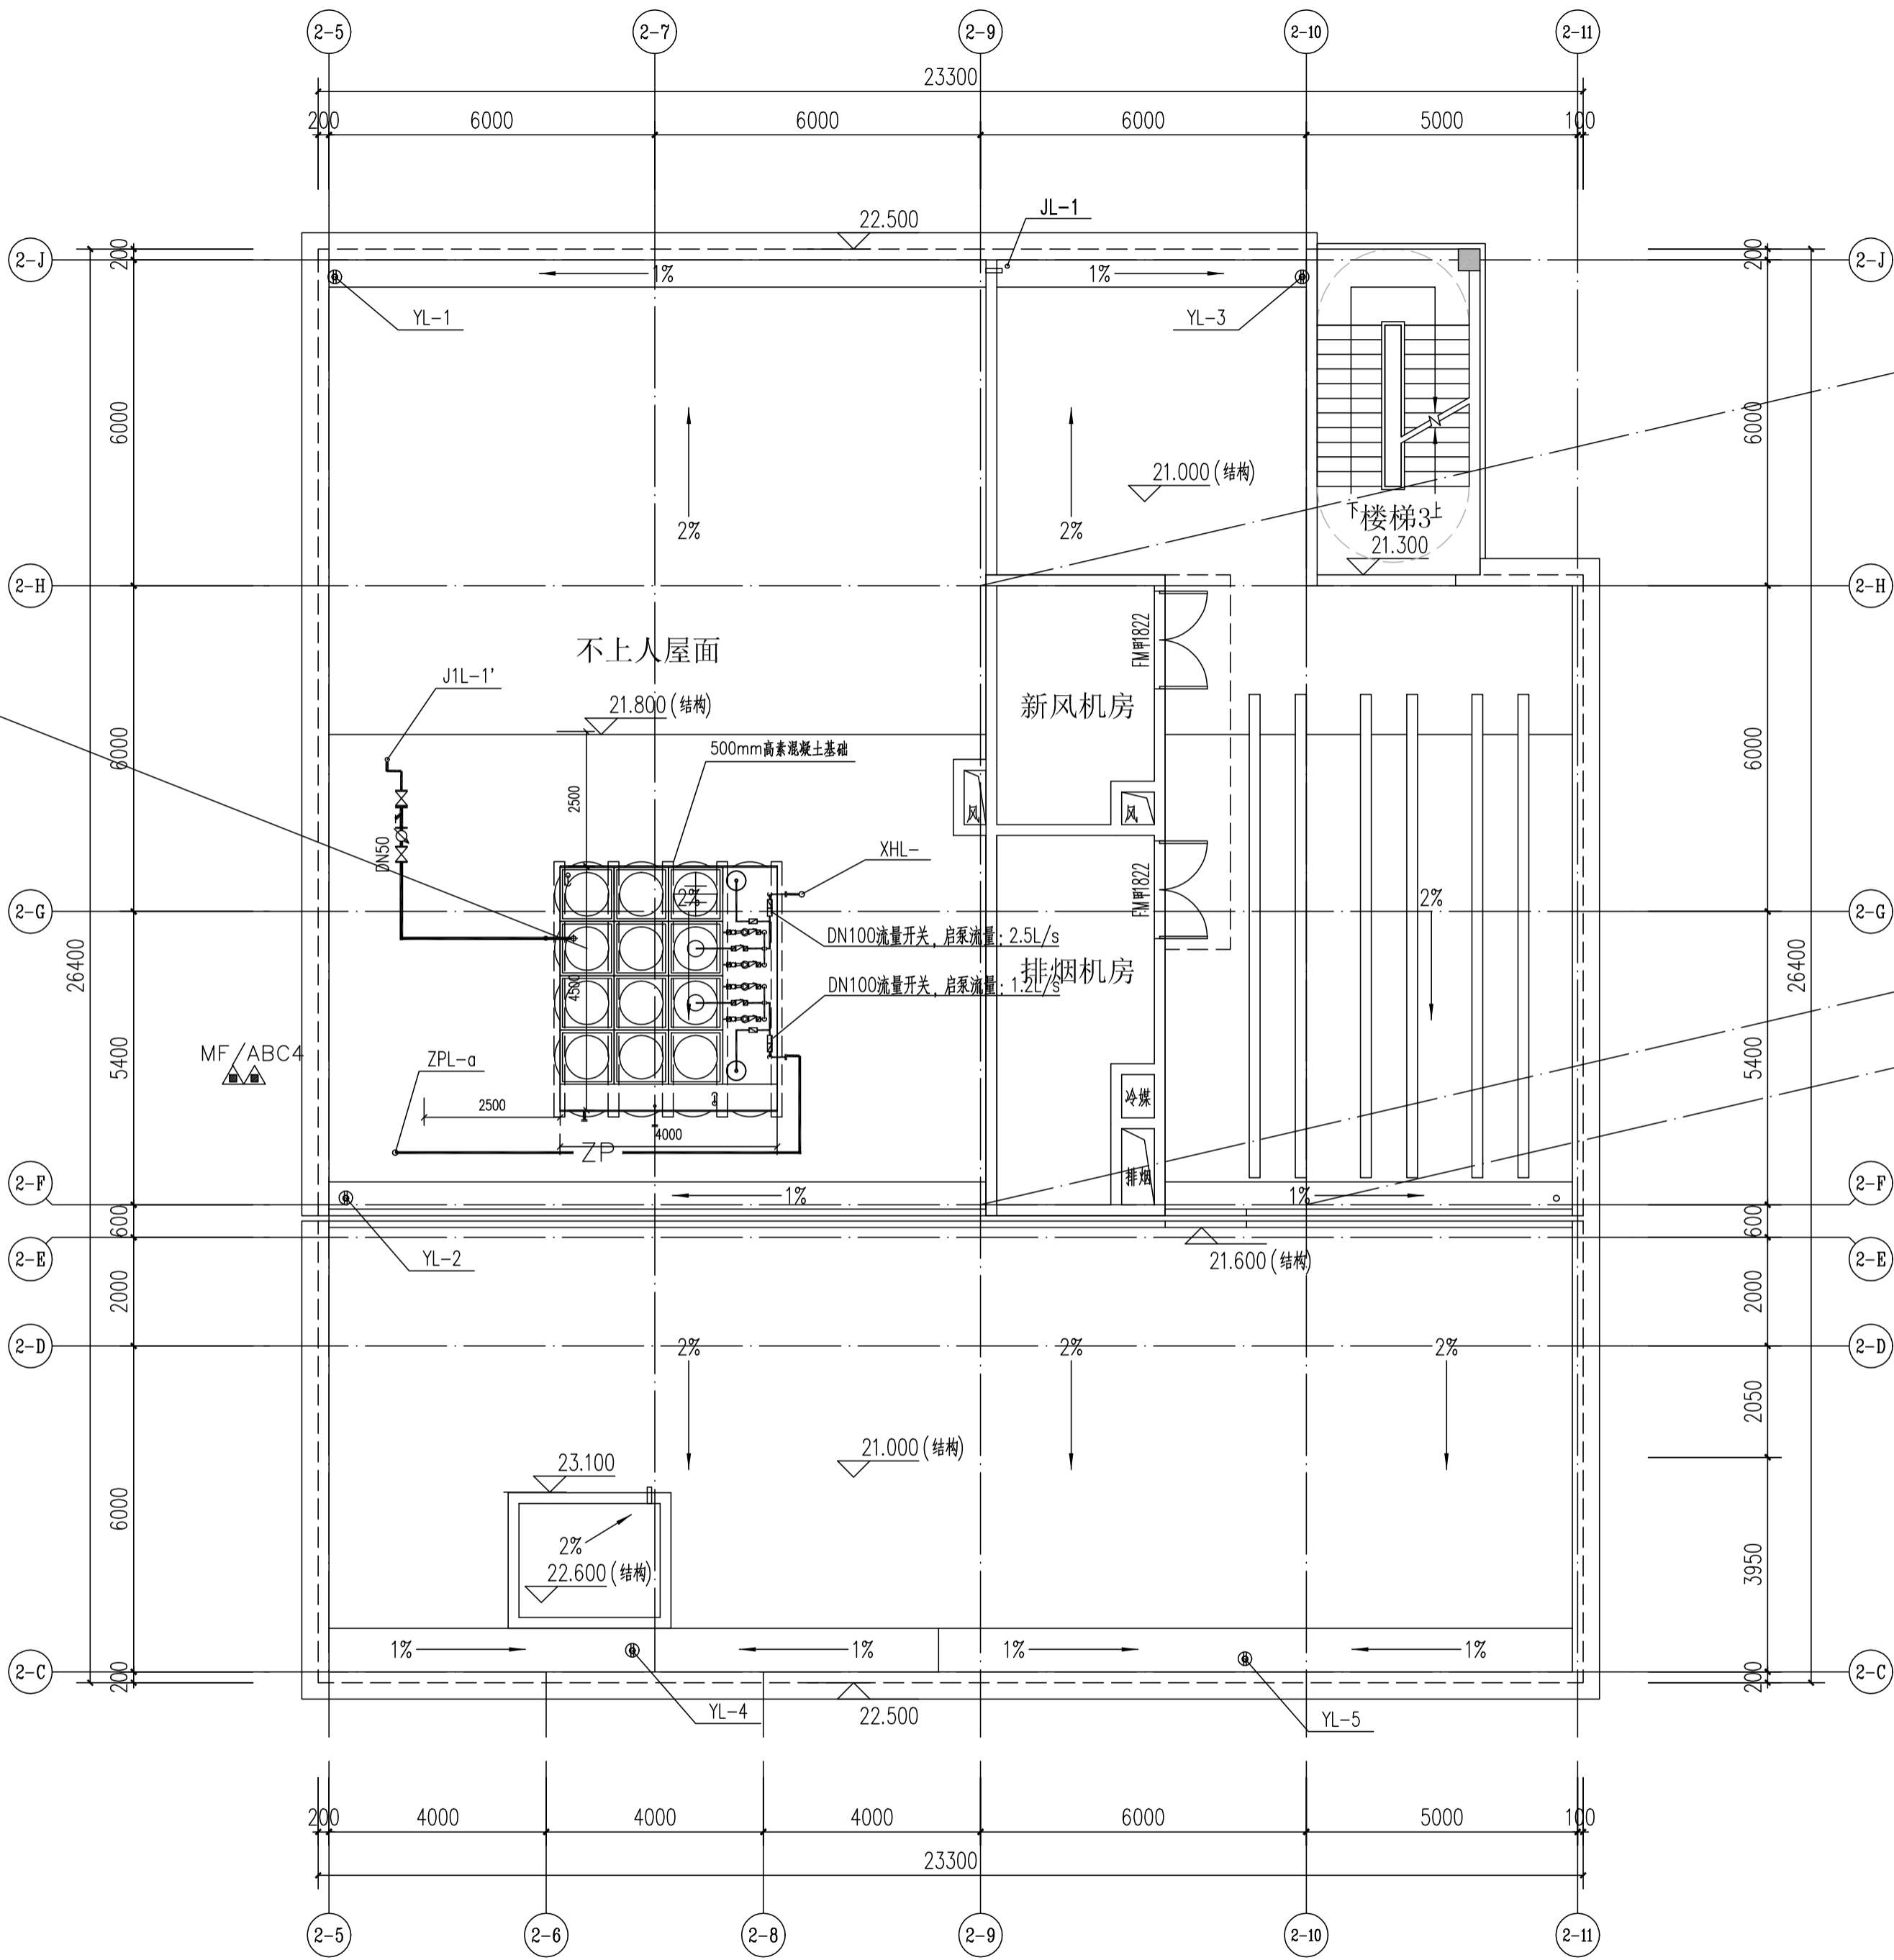 2-5
2-7
2-9
2-10
2-11
23300
200
6000
6000
6000
5000
100
22.500
JL-1
2-J
200
200
2-J
1%
1%
YL-1
YL-3
6000
6000
21.000(结构)
2%
2%
下
楼梯3
上
21.300
2-H
2-H
FM甲1822
不上人屋面
J1L-1'
新风机房
21.800(结构)
500mm高素混凝土基础
6000
6000
2500
风
风
DN50
XHL-
FM甲1822
2%
2%
2-G
2-G
DN100流量开关，启泵流量：2.5L/s
26400
26400
排烟机房
4500
DN100流量开关，启泵流量：1.2L/s
MF/ABC4
5400
5400
ZPL-a
冷媒
2500
4000
ZP
排烟
2-F
2-F
1%
1%
600
600
2-E
2-E
YL-2
21.600(结构)
2000
2000
2-D
2-D
2%
2%
2%
2050
21.000(结构)
23.100
6000
2%
3950
22.600(结构)
1%
1%
1%
1%
2-C
2-C
200
200
YL-4
22.500
YL-5
200
4000
4000
4000
6000
5000
100
23300
2-5
2-6
2-8
2-9
2-10
2-11